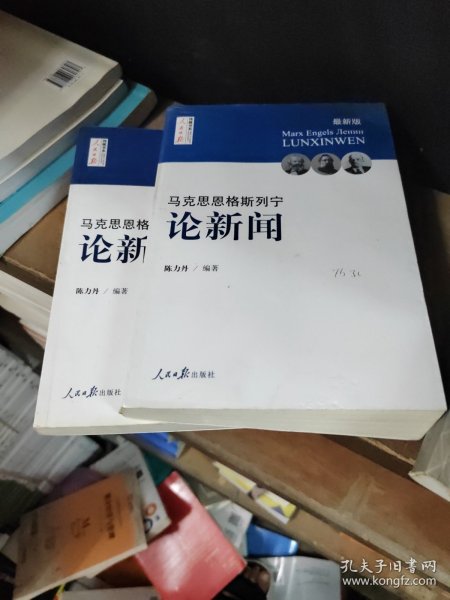 最新版
Marx Engels Ленин
LUNXINWEN
马克思恩格斯列宁
论新闻
陈力丹 / 编著
人民日报出版社
马克思恩格
论新
陈力丹 / 编著
人民日报出版社
孔夫子旧书网
www.kongfz.com